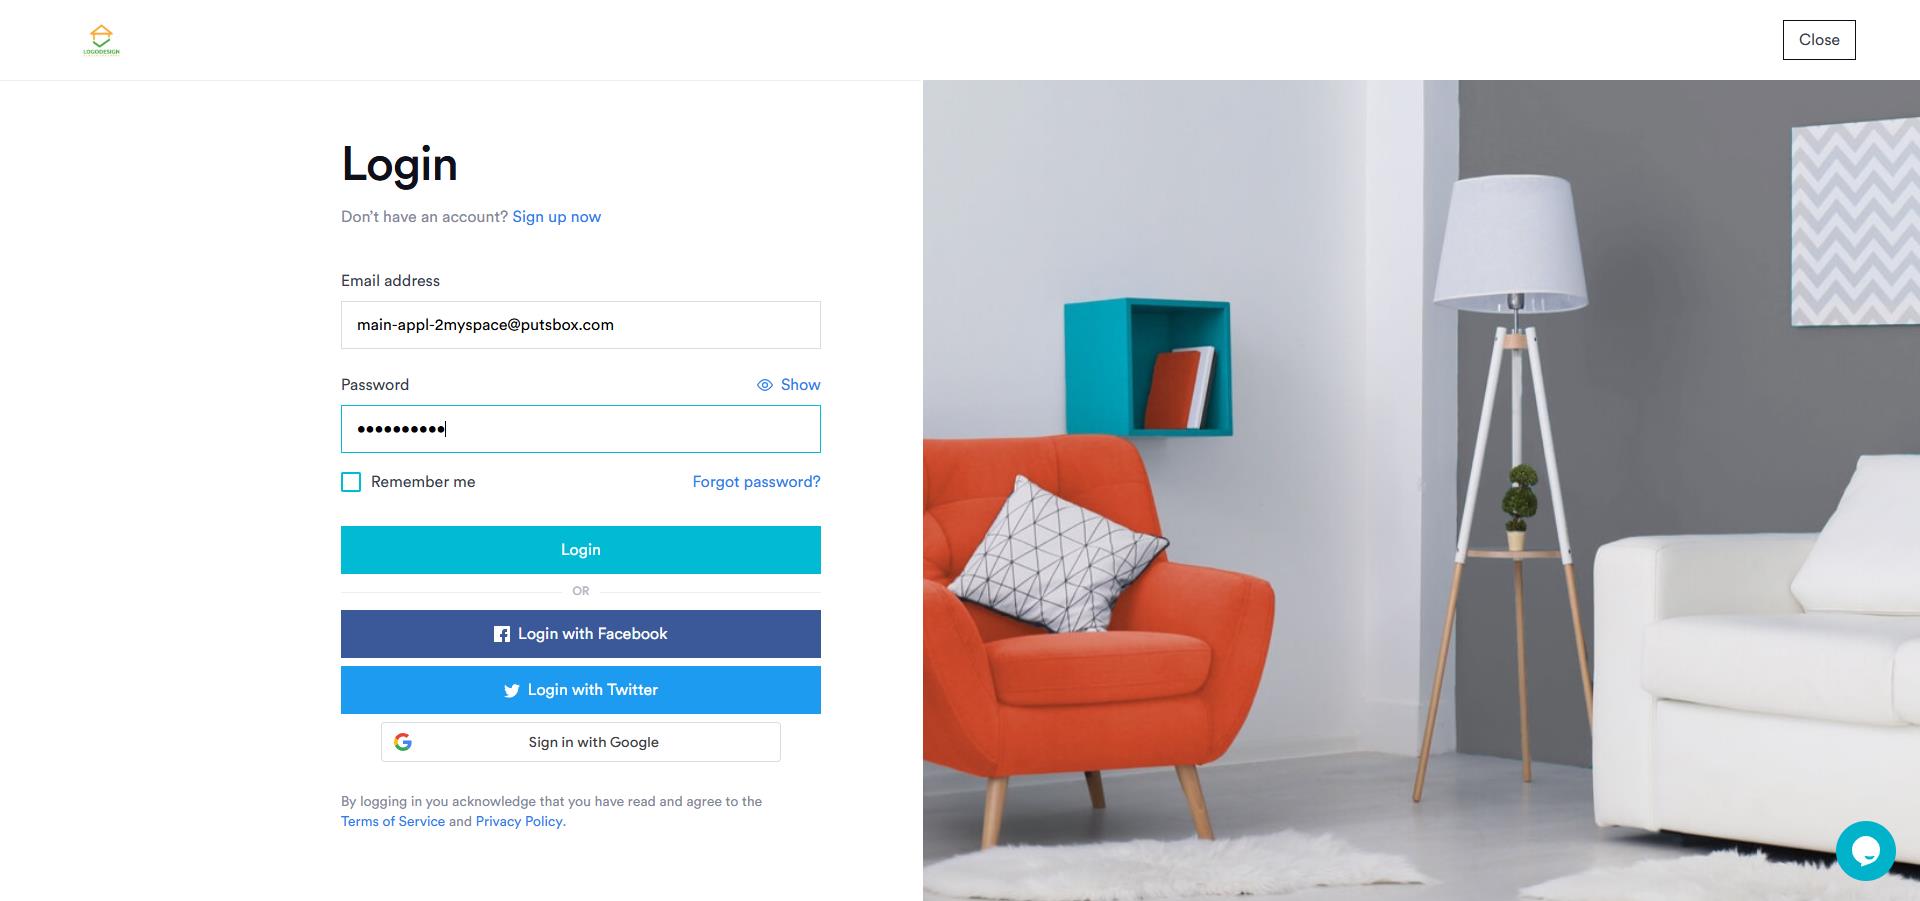 LOGODESIGN
Close
Login
Don't have an account? Sign up now
Email address
main-appl-2myspace@putsbox.com
Password
Show
••••••••••
Remember me
Forgot password?
Login
OR
Login with Facebook
Login with Twitter
Sign in with Google
By logging in you acknowledge that you have read and agree to the
Terms of Service and Privacy Policy.